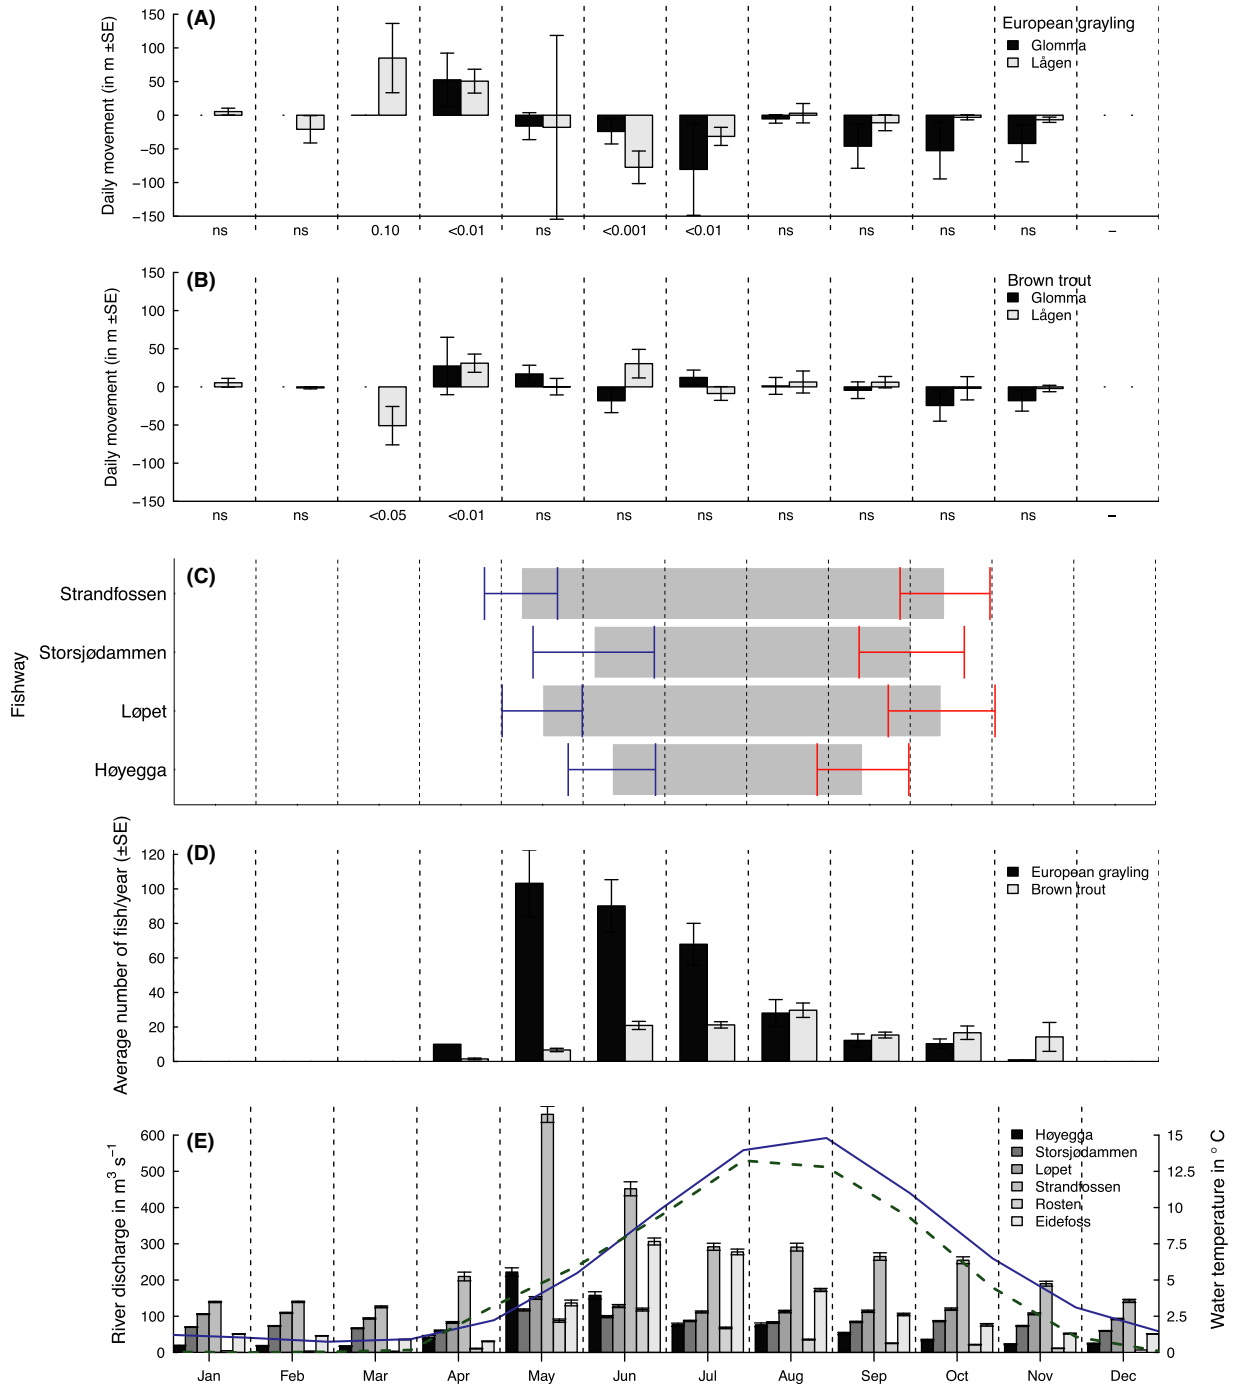 (A)
European grayling
Glomma
Lågen
Daily movement (in m ±SE)
150
100
50
0
−50
−100
−150
ns ns 0.10 <0.01 ns <0.001 <0.01 ns ns ns ns –
(B)
Brown trout
Glomma
Lågen
Daily movement (in m ±SE)
150
100
50
0
−50
−100
−150
ns ns <0.05 <0.01 ns ns ns ns ns ns ns –
(C)
Fishway
Strandfossen
Storsjødammen
Løpet
Høyegga
(D)
European grayling
Brown trout
Average number of fish/year (±SE)
120
100
80
60
40
20
0
(E)
Høyegga
Storsjødammen
Løpet
Strandfossen
Rosten
Eidefoss
River discharge in m³ s⁻¹
600
500
400
300
200
100
0
Water temperature in ° C
15
12.5
10
7.5
5
2.5
0
Jan Feb Mar Apr May Jun Jul Aug Sep Oct Nov Dec